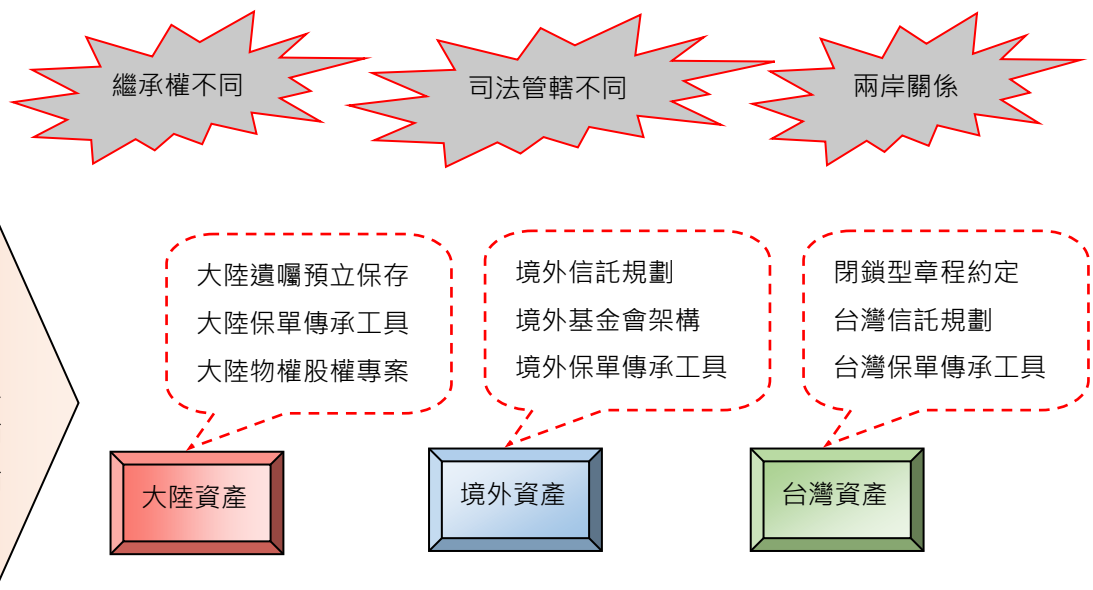 繼承權不同
司法管辖不同
兩岸關係
大陸遺囑預立保存
大陸保單傳承工具
大陸物權股權專案
境外信託規劃
境外基金會架構
境外保單傳承工具
閉鎖型章程約定
台灣信託規劃
台灣保單傳承工具
大陸資產
境外資產
台灣資產